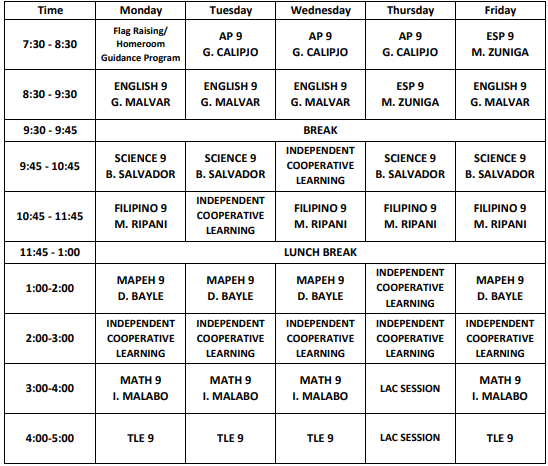 Time Monday Tuesday Wednesday Thursday Friday
7:30 - 8:30
Flag Raising/
Homeroom
Guidance Program
AP 9
G. CALIPJO
AP 9
G. CALIPJO
AP 9
G. CALIPJO
ESP 9
M. ZUNIGA
8:30 - 9:30
ENGLISH 9
G. MALVAR
ENGLISH 9
G. MALVAR
ENGLISH 9
G. MALVAR
ESP 9
M. ZUNIGA
ENGLISH 9
G. MALVAR
9:30 - 9:45
BREAK
9:45 - 10:45
SCIENCE 9
B. SALVADOR
SCIENCE 9
B. SALVADOR
INDEPENDENT
COOPERATIVE
LEARNING
SCIENCE 9
B. SALVADOR
SCIENCE 9
B. SALVADOR
10:45 - 11:45
FILIPINO 9
M. RIPANI
INDEPENDENT
COOPERATIVE
LEARNING
FILIPINO 9
M. RIPANI
FILIPINO 9
M. RIPANI
FILIPINO 9
M. RIPANI
11:45 - 1:00
LUNCH BREAK
1:00-2:00
MAPEH 9
D. BAYLE
MAPEH 9
D. BAYLE
MAPEH 9
D. BAYLE
INDEPENDENT
COOPERATIVE
LEARNING
MAPEH 9
D. BAYLE
2:00-3:00
INDEPENDENT
COOPERATIVE
LEARNING
INDEPENDENT
COOPERATIVE
LEARNING
INDEPENDENT
COOPERATIVE
LEARNING
INDEPENDENT
COOPERATIVE
LEARNING
INDEPENDENT
COOPERATIVE
LEARNING
3:00-4:00
MATH 9
I. MALABO
MATH 9
I. MALABO
MATH 9
I. MALABO
LAC SESSION
MATH 9
I. MALABO
4:00-5:00
TLE 9
TLE 9
TLE 9
LAC SESSION
TLE 9